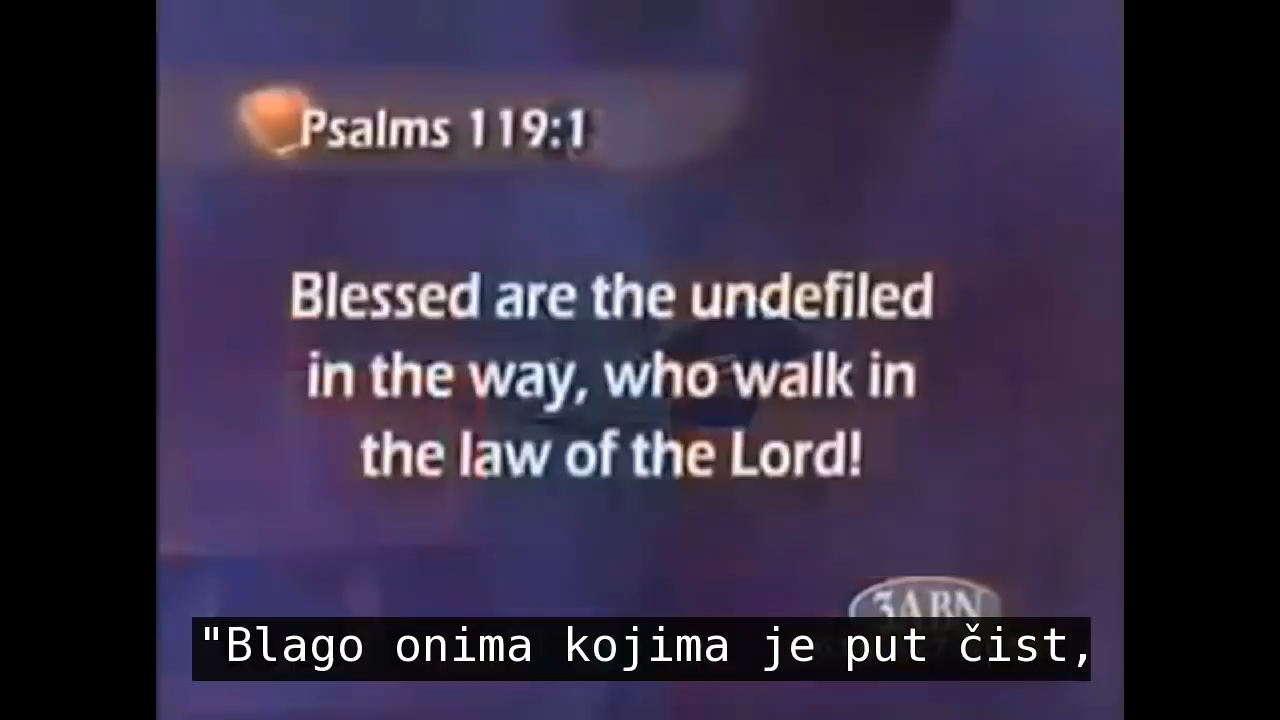 Psalms 119:1
Blessed are the undefiled
in the way, who walk in
the law of the Lord!
3ABN
"Blago onima kojima je put čist,